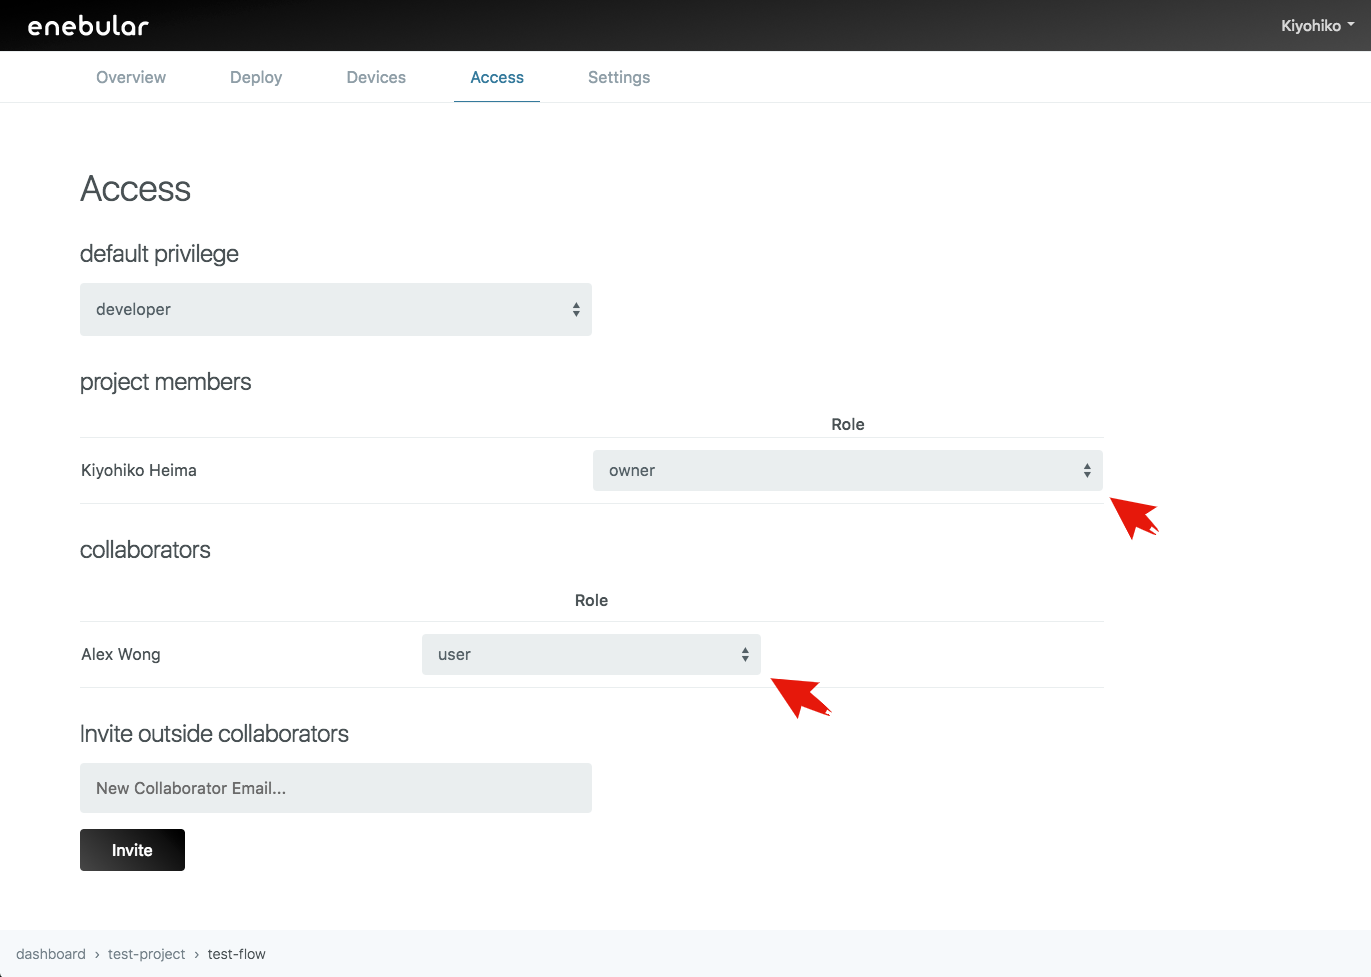 enebular
Kiyohiko
Overview Deploy Devices Access Settings
Access
default privilege
developer
project members
Role
Kiyohiko Heima owner
collaborators
Role
Alex Wong user
Invite outside collaborators
New Collaborator Email...
Invite
dashboard › test-project › test-flow